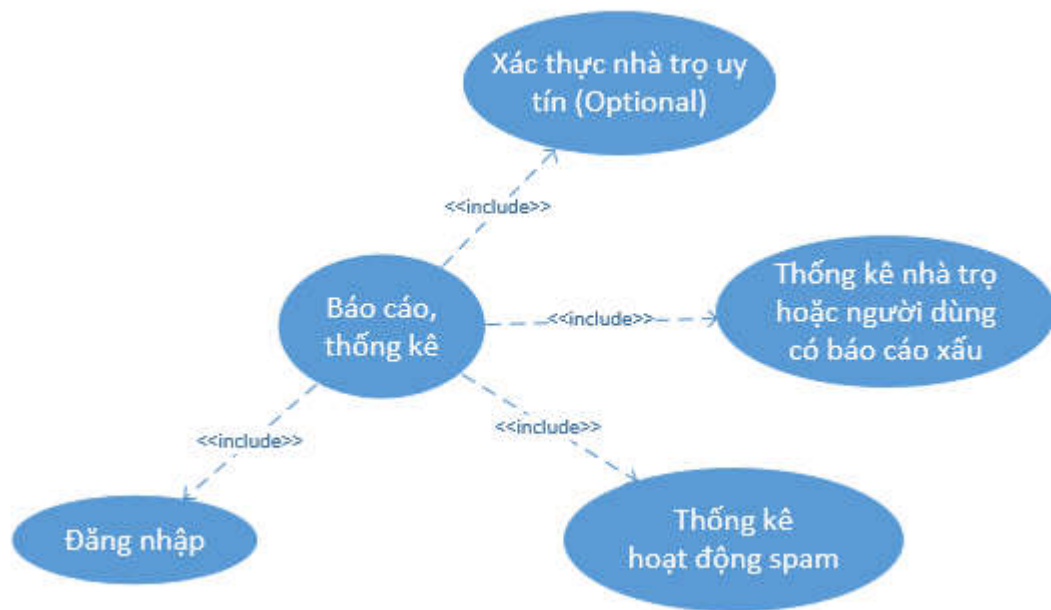 Xác thực nhà trọ uy
tín (Optional)
<<include>>
Thống kê nhà trọ
hoặc người dùng
có báo cáo xấu
<<include>>
Báo cáo,
thống kê
<<include>>
<<include>>
Thống kê
hoạt động spam
Đăng nhập